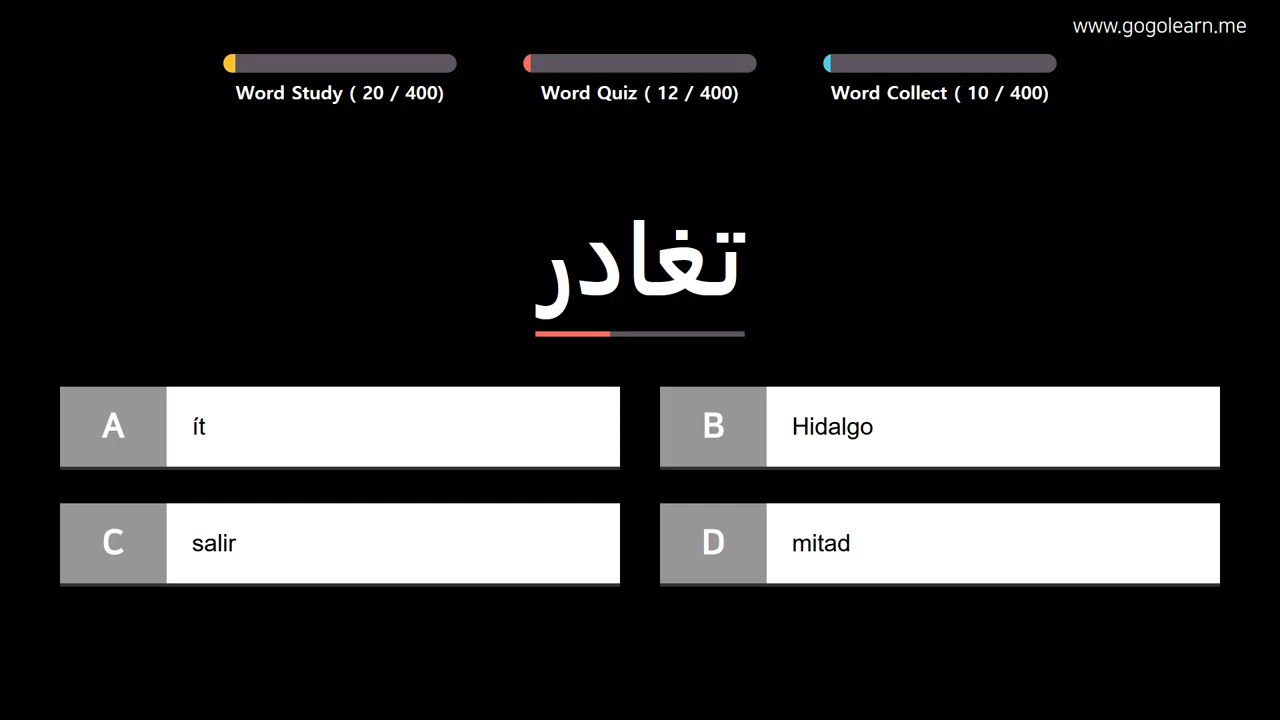 www.gogolearn.me
Word Study ( 20 / 400)
Word Quiz ( 12 / 400)
Word Collect ( 10 / 400)
تغادر
A
ít
B
Hidalgo
C
salir
D
mitad